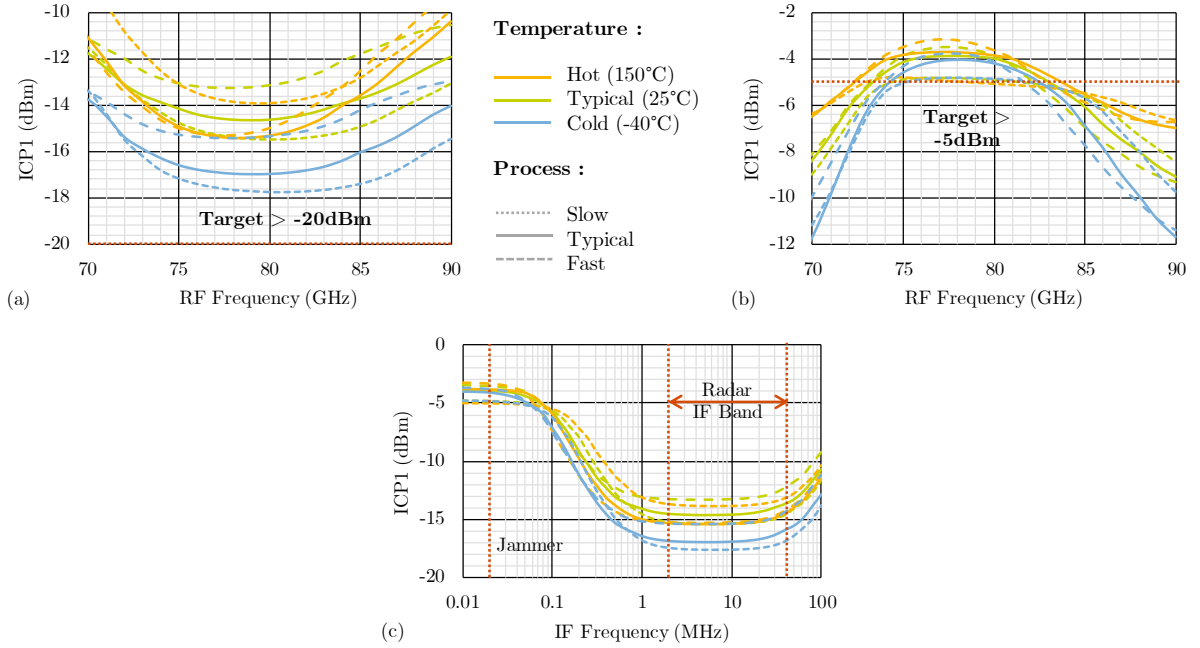 -10
-12
-14
-16
-18
-20
ICP1 (dBm)
Target > -20dBm
70
75
80
85
90
RF Frequency (GHz)
(a)
Temperature :
Hot (150°C)
Typical (25°C)
Cold (-40°C)
Process :
Slow
Typical
Fast
-2
-4
-6
-8
-10
-12
ICP1 (dBm)
Target >
-5dBm
70
75
80
85
90
RF Frequency (GHz)
(b)
0
-5
-10
-15
-20
ICP1 (dBm)
Radar
IF Band
Jammer
0.01
0.1
1
10
100
IF Frequency (MHz)
(c)